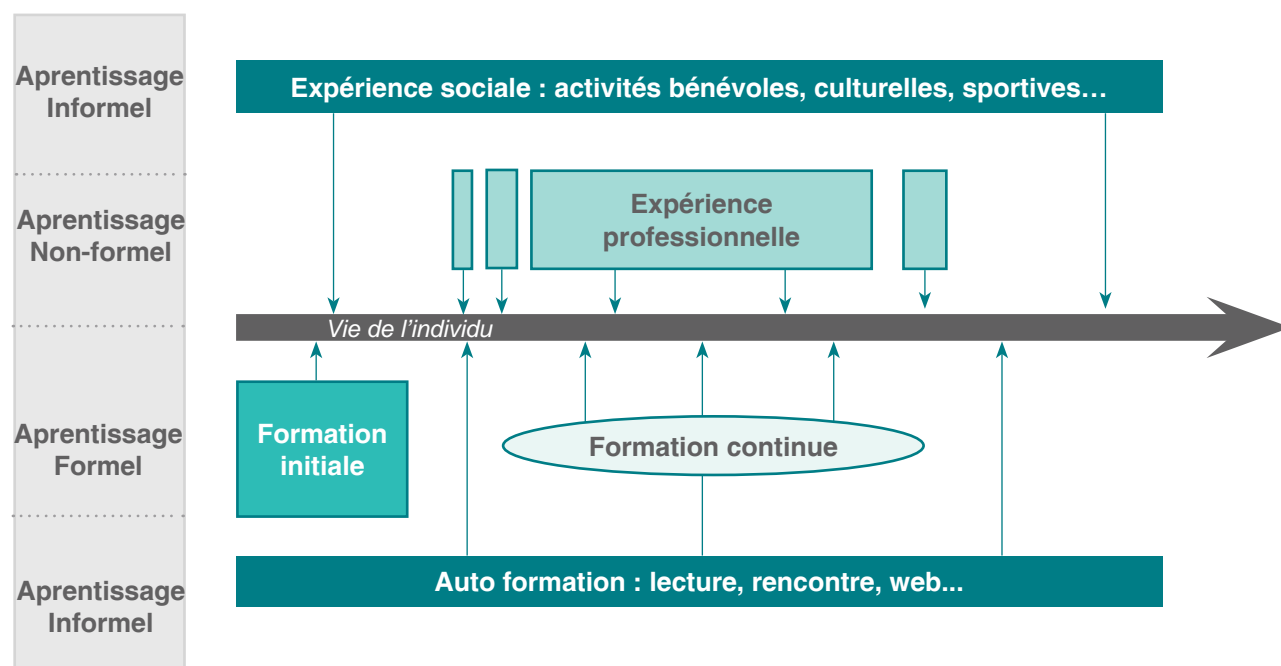 Aprentissage
Informel
Expérience sociale : activités bénévoles, culturelles, sportives…
Aprentissage
Non-formel
Expérience
professionnelle
Vie de l’individu
Aprentissage
Formel
Formation
initiale
Formation continue
Aprentissage
Informel
Auto formation : lecture, rencontre, web...